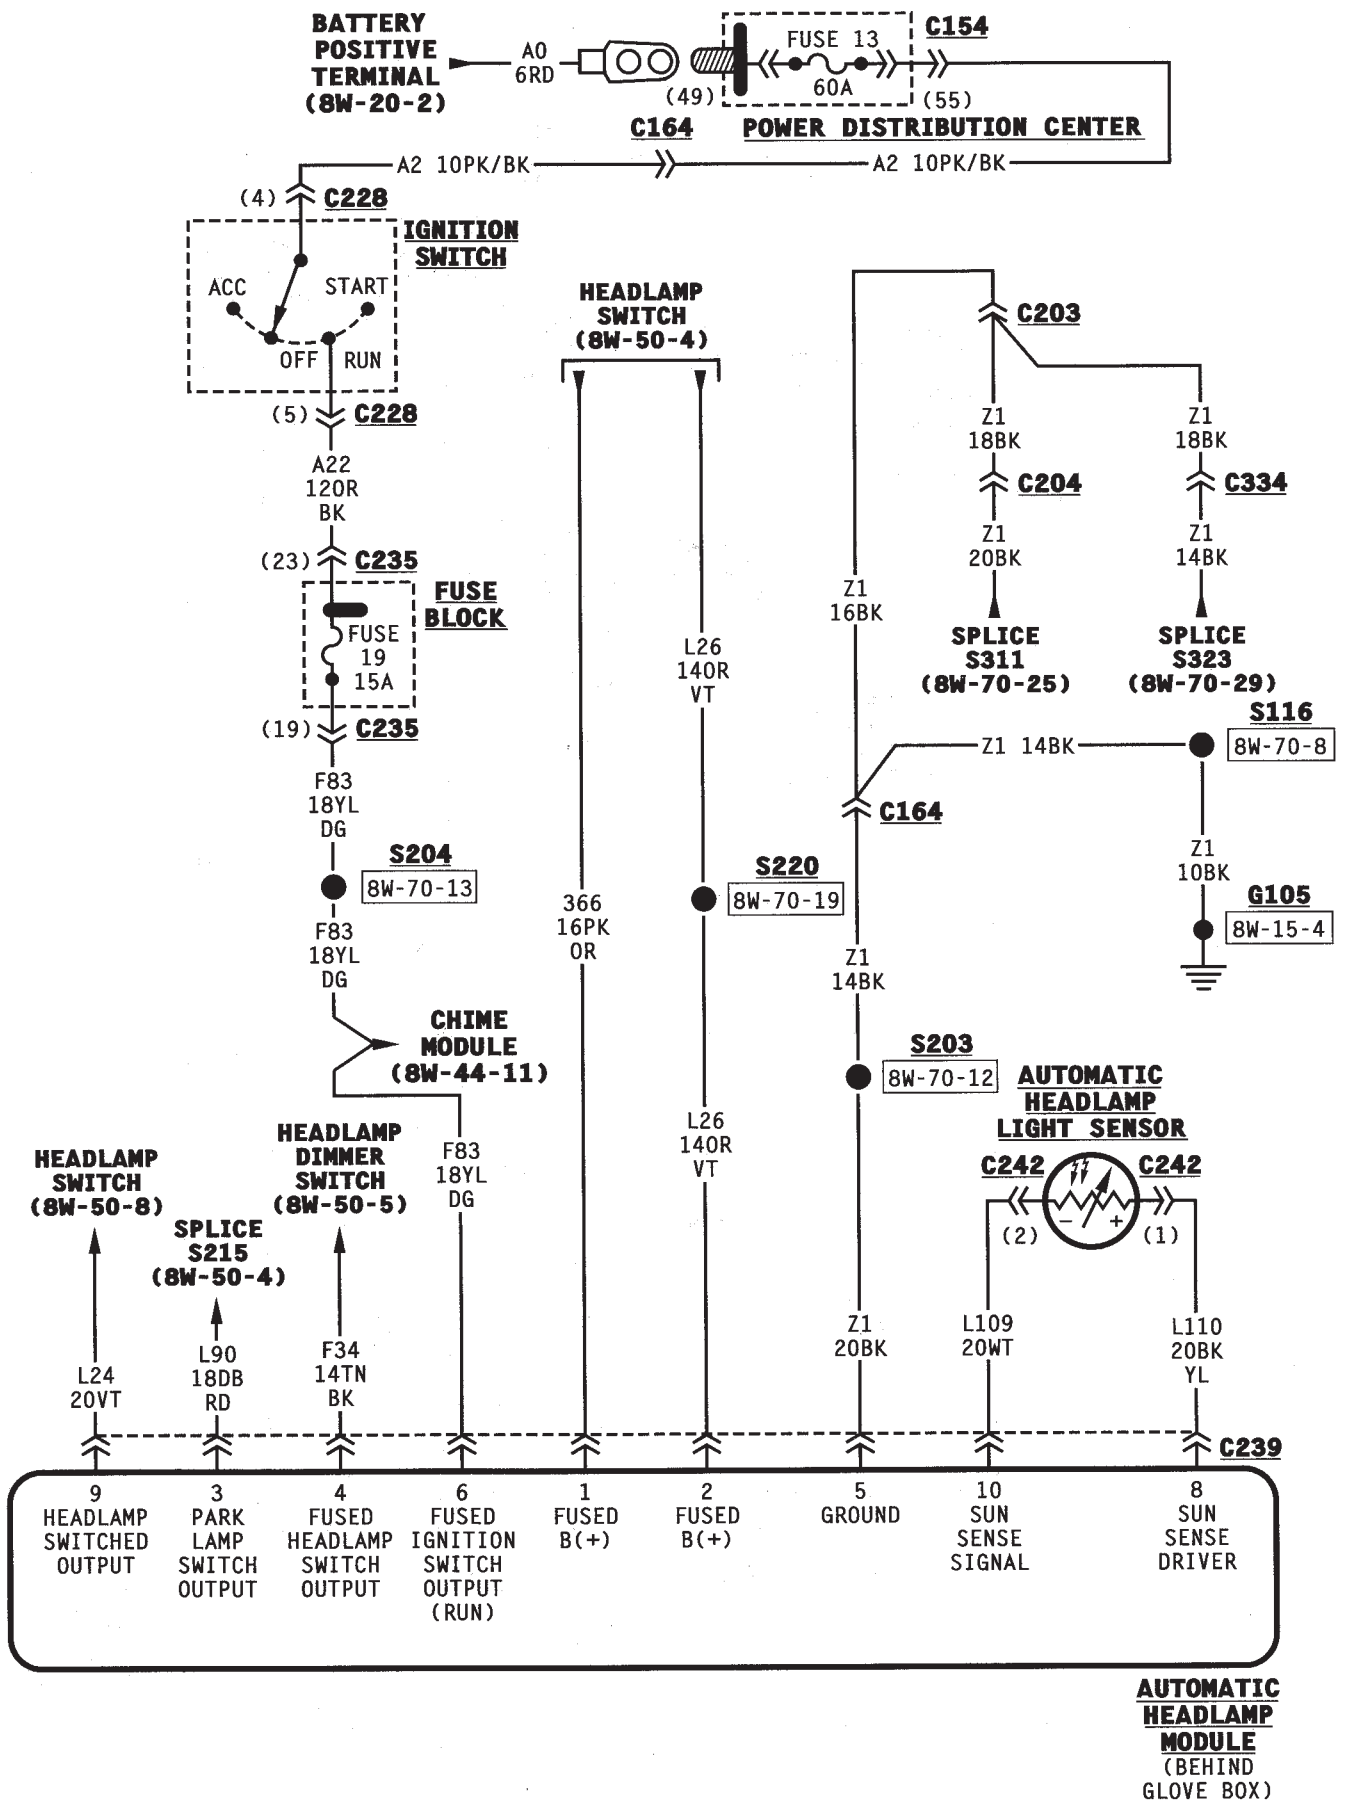 BATTERY
POSITIVE
TERMINAL
(8W-20-2)
A0
6RD
(49)
FUSE 13
60A
C154
(55)
POWER DISTRIBUTION CENTER
C164
A2 10PK/BK
A2 10PK/BK
(4)
C228
IGNITION
SWITCH
ACC
START
OFF
RUN
(5)
C228
A22
12OR
BK
(23)
C235
FUSE
BLOCK
FUSE
19
15A
(19)
C235
F83
18YL
DG
S204
8W-70-13
F83
18YL
DG
CHIME
MODULE
(8W-44-11)
F83
18YL
DG
HEADLAMP
SWITCH
(8W-50-4)
366
16PK
OR
L26
14OR
VT
S220
8W-70-19
L26
14OR
VT
C203
Z1
18BK
Z1
18BK
C204
C334
Z1
20BK
Z1
14BK
SPLICE
S311
(8W-70-25)
SPLICE
S323
(8W-70-29)
Z1
16BK
Z1 14BK
S116
8W-70-8
C164
Z1
10BK
G105
8W-15-4
Z1
14BK
S203
8W-70-12
AUTOMATIC
HEADLAMP
LIGHT SENSOR
C242
C242
(2)
−
+
(1)
HEADLAMP
SWITCH
(8W-50-8)
SPLICE
S215
(8W-50-4)
HEADLAMP
DIMMER
SWITCH
(8W-50-5)
L24
20VT
L90
18DB
RD
F34
14TN
BK
Z1
20BK
L109
20WT
L110
20BK
YL
C239
9
HEADLAMP
SWITCHED
OUTPUT
3
PARK
LAMP
SWITCH
OUTPUT
4
FUSED
HEADLAMP
SWITCH
OUTPUT
6
FUSED
IGNITION
SWITCH
OUTPUT
(RUN)
1
FUSED
B(+)
2
FUSED
B(+)
5
GROUND
10
SUN
SENSE
SIGNAL
8
SUN
SENSE
DRIVER
AUTOMATIC
HEADLAMP
MODULE
(BEHIND
GLOVE BOX)